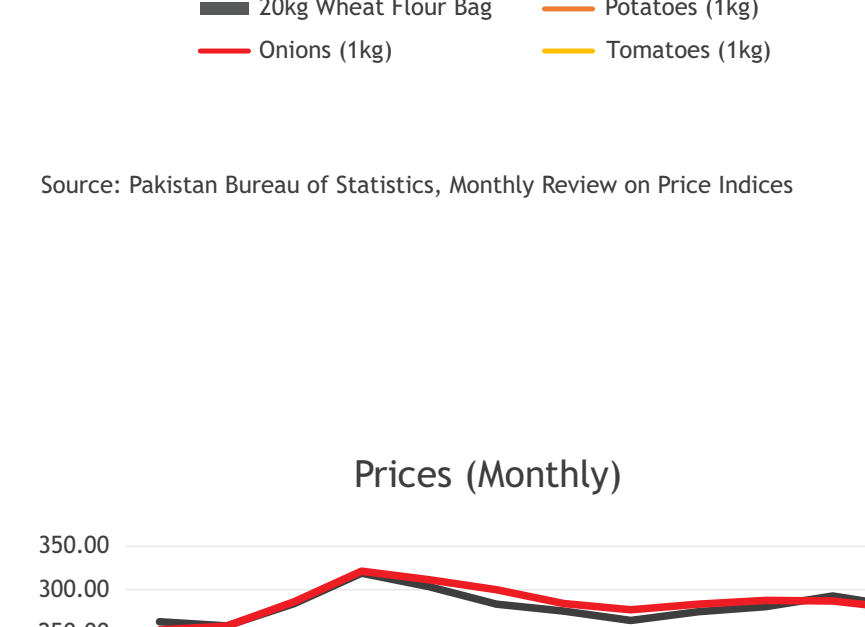 20kg Wheat Flour Bag Potatoes (1kg)
Onions (1kg) Tomatoes (1kg)
Source: Pakistan Bureau of Statistics, Monthly Review on Price Indices
Prices (Monthly)
350.00
300.00